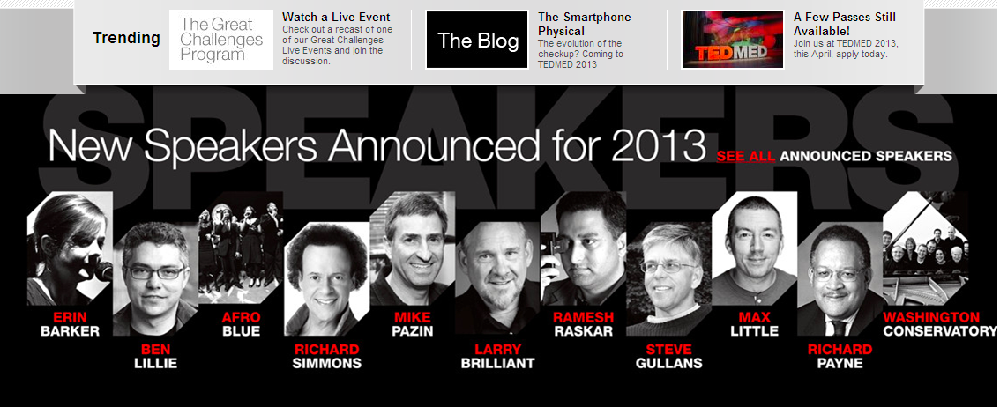 Trending
The Great
Challenges
Program
Watch a Live Event
Check out a recast of one
of our Great Challenges
Live Events and join the
discussion.
The Blog
The Smartphone
Physical
The evolution of the
checkup? Coming to
TEDMED 2013
TEDMED
A Few Passes Still
Available!
Join us at TEDMED 2013,
this April, apply today.
SPEAKERS
New Speakers Announced for 2013
SEE ALL ANNOUNCED SPEAKERS
ERIN
BARKER
BEN
LILLIE
AFRO
BLUE
RICHARD
SIMMONS
MIKE
PAZIN
LARRY
BRILLIANT
RAMESH
RASKAR
STEVE
GULLANS
MAX
LITTLE
RICHARD
PAYNE
WASHINGTON
CONSERVATORY